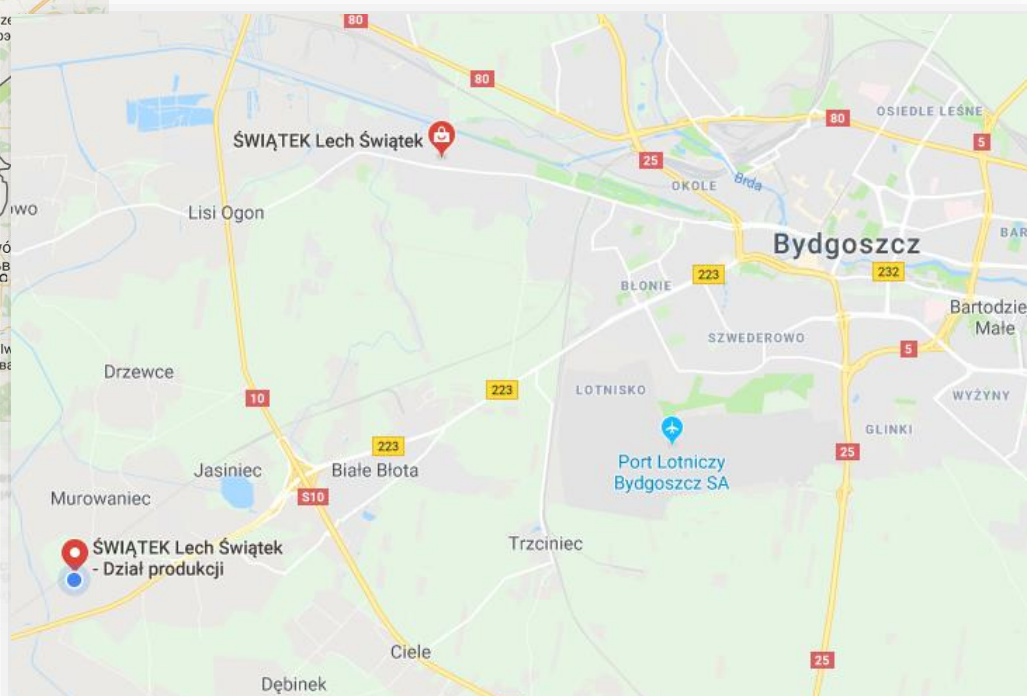 80
80
80
OSIEDLE LEŚNE
ŚWIĄTEK Lech Świątek
5
25
OKOLE
Brda
Lisi Ogon
Bydgoszcz
223
232
BŁONIE
Bartodzie
Małe
SZWEDEROWO
5
Drzewce
223
LOTNISKO
WYŻYNY
10
GLINKI
223
25
Port Lotniczy
Bydgoszcz SA
Jasiniec
Białe Błota
Murowaniec
S10
ŚWIĄTEK Lech Świątek
- Dział produkcji
Trzciniec
Ciele
25
Dębinek